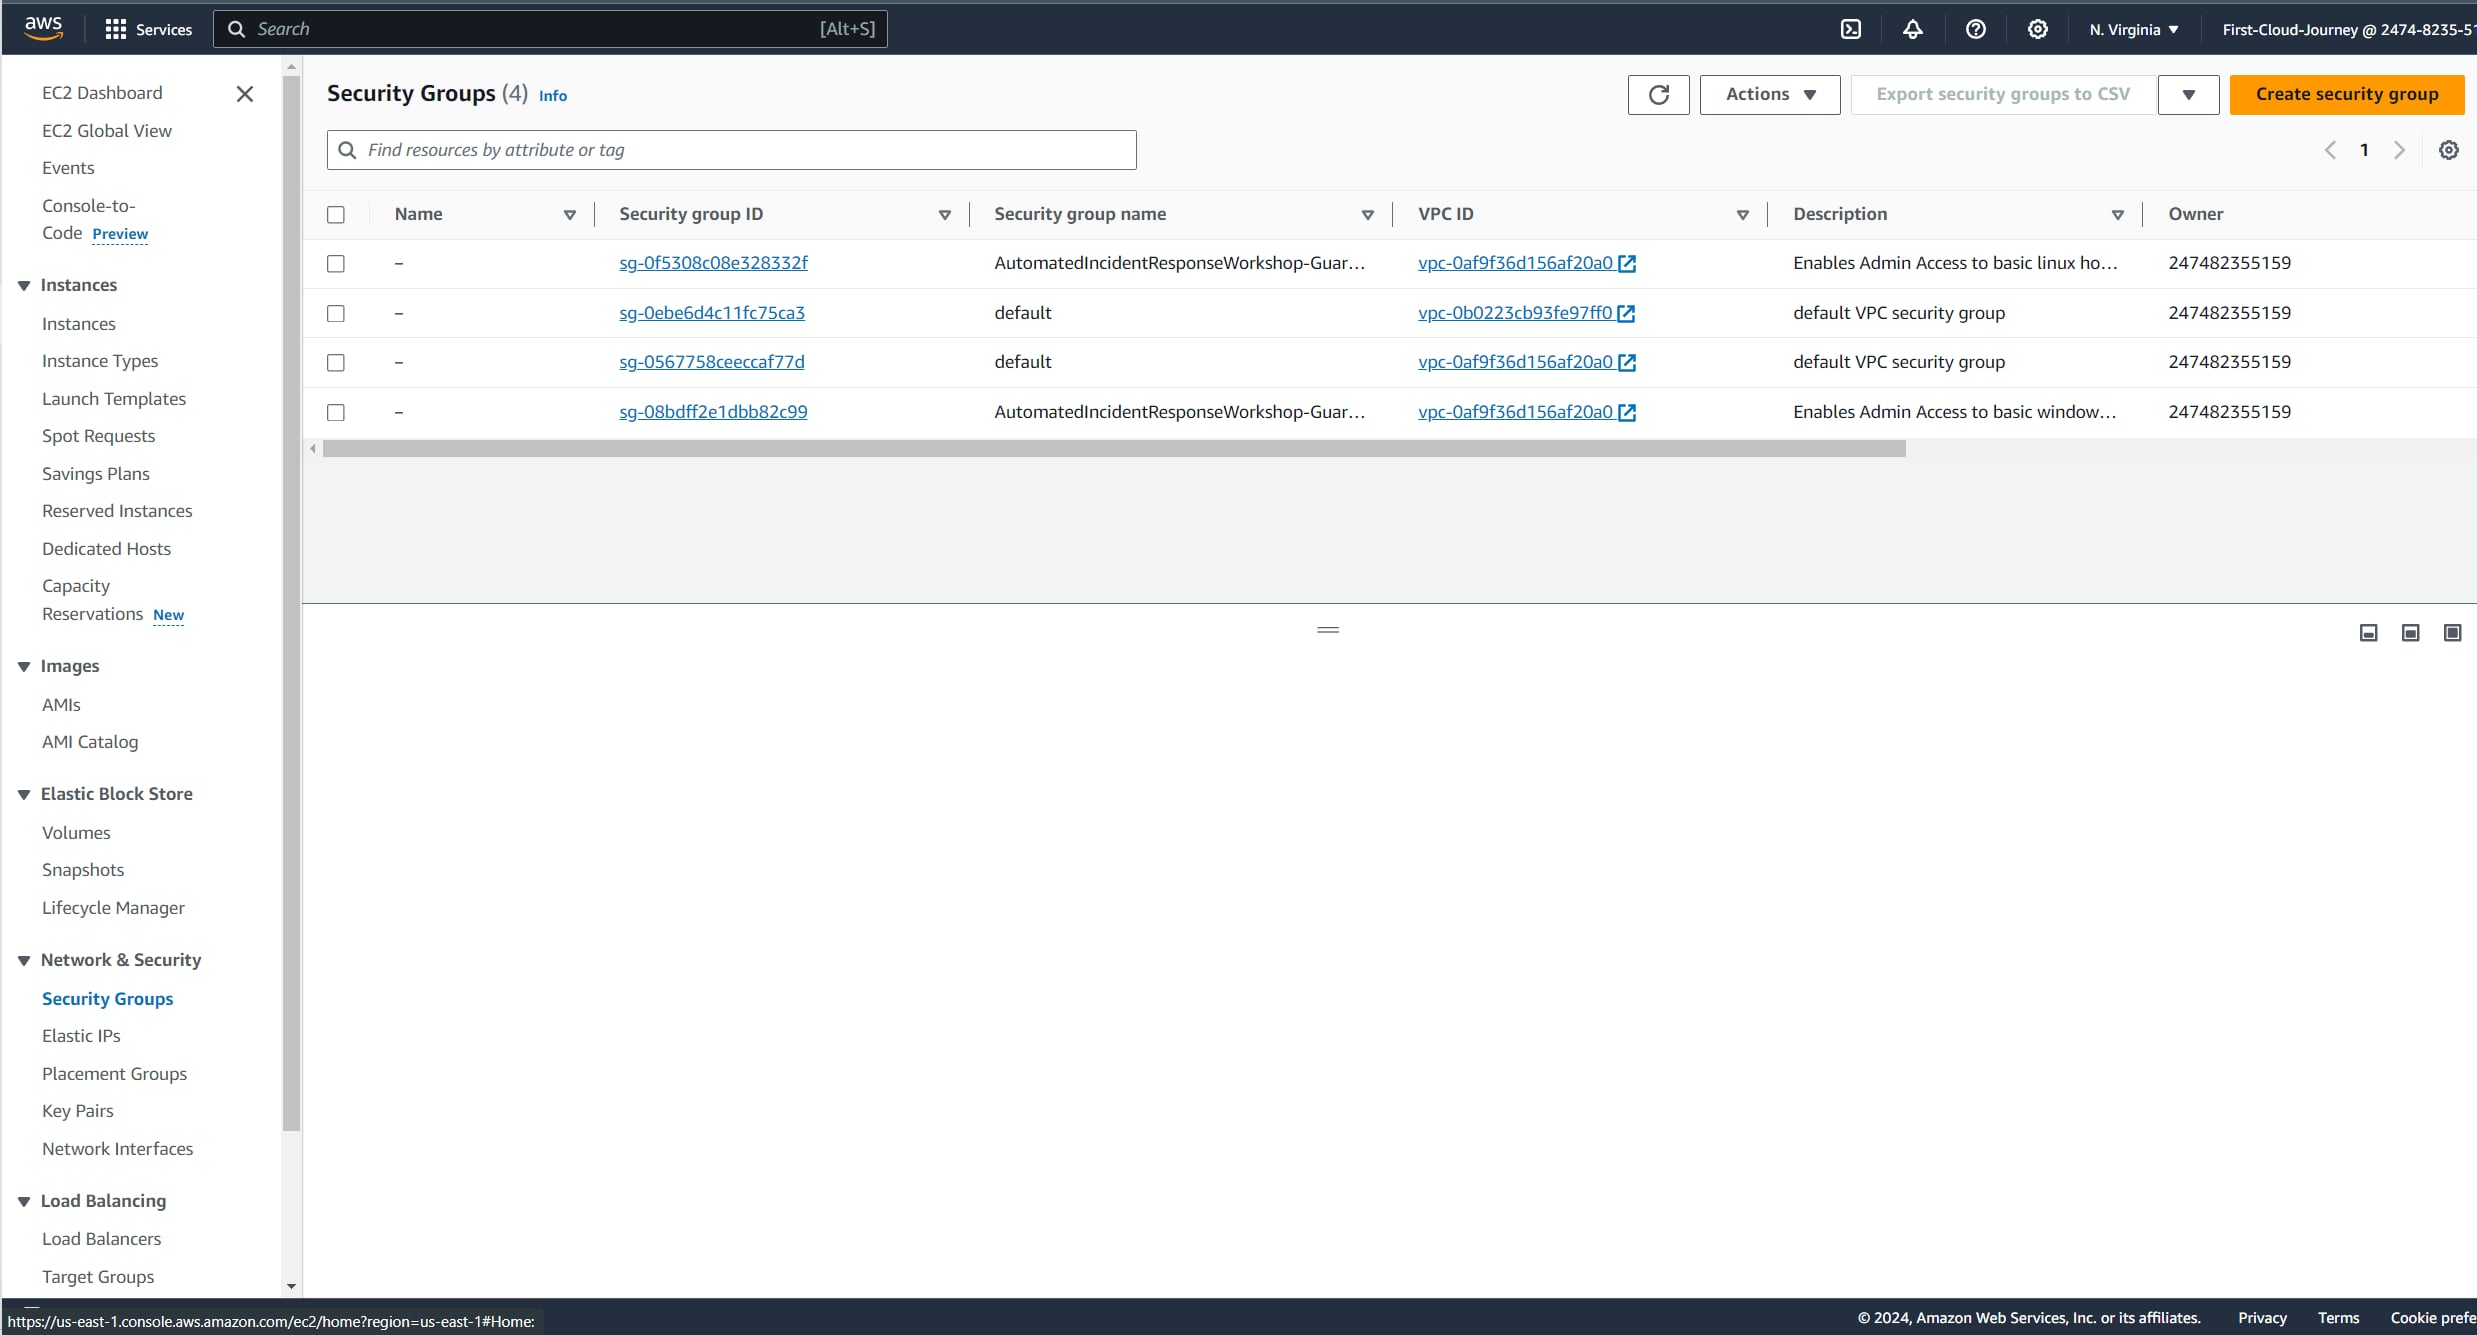 aws Services Search [Alt+S] N. Virginia First-Cloud-Journey @ 2474-8235-51
EC2 Dashboard
EC2 Global View
Events
Console-to-
Code Preview
Instances
Instances
Instance Types
Launch Templates
Spot Requests
Savings Plans
Reserved Instances
Dedicated Hosts
Capacity
Reservations New
Images
AMIs
AMI Catalog
Elastic Block Store
Volumes
Snapshots
Lifecycle Manager
Network & Security
Security Groups
Elastic IPs
Placement Groups
Key Pairs
Network Interfaces
Load Balancing
Load Balancers
Target Groups
Security Groups (4) Info Actions Export security groups to CSV Create security group
Find resources by attribute or tag 1
Name Security group ID Security group name VPC ID Description Owner
– sg-0f5308c08e328332f AutomatedIncidentResponseWorkshop-Guar... vpc-0af9f36d156af20a0 Enables Admin Access to basic linux ho... 247482355159
– sg-0ebe6d4c11fc75ca3 default vpc-0b0223cb93fe97ff0 default VPC security group 247482355159
– sg-0567758ceeccaf77d default vpc-0af9f36d156af20a0 default VPC security group 247482355159
– sg-08bdff2e1dbb82c99 AutomatedIncidentResponseWorkshop-Guar... vpc-0af9f36d156af20a0 Enables Admin Access to basic window... 247482355159
https://us-east-1.console.aws.amazon.com/ec2/home?region=us-east-1#Home: © 2024, Amazon Web Services, Inc. or its affiliates. Privacy Terms Cookie prefe